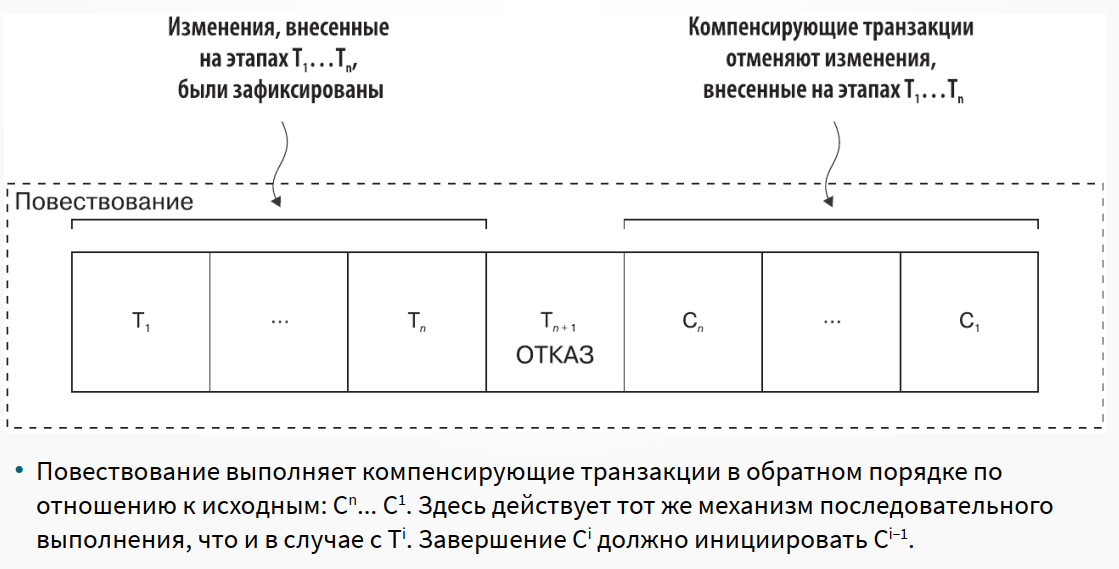 Изменения, внесенные
на этапах T₁…Tₙ,
были зафиксированы
Компенсирующие транзакции
отменяют изменения,
внесенные на этапах T₁…Tₙ
Повествование
T₁
...
Tₙ
Tₙ₊₁
ОТКАЗ
Cₙ
...
C₁
• Повествование выполняет компенсирующие транзакции в обратном порядке по
отношению к исходным: Cⁿ... C¹. Здесь действует тот же механизм последовательного
выполнения, что и в случае с Tⁱ. Завершение Cⁱ должно инициировать Cⁱ⁻¹.